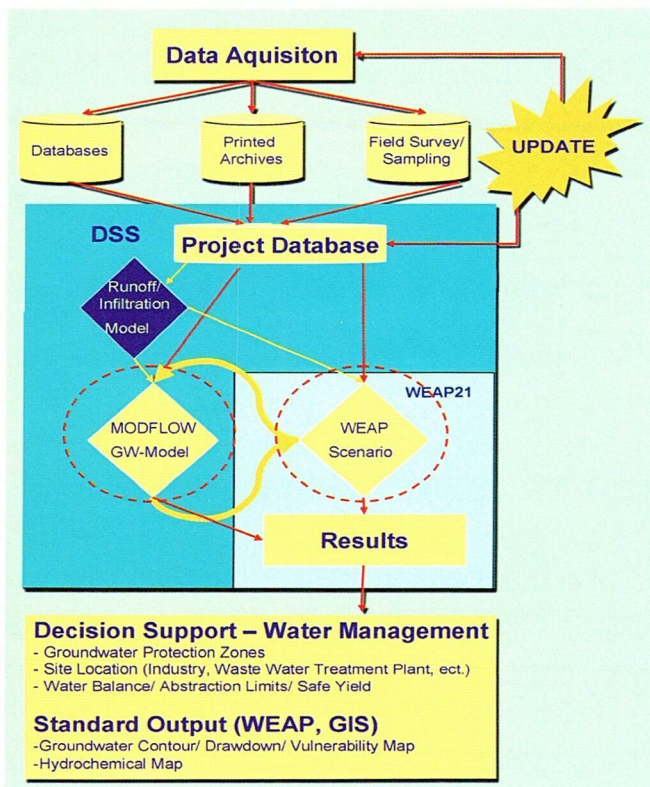 Data Aquisiton
Databases
Printed
Archives
Field Survey/
Sampling
UPDATE
DSS
Project Database
Runoff/
Infiltration
Model
WEAP21
MODFLOW
GW-Model
WEAP
Scenario
Results
Decision Support – Water Management
- Groundwater Protection Zones
- Site Location (Industry, Waste Water Treatment Plant, ect.)
- Water Balance/ Abstraction Limits/ Safe Yield
Standard Output (WEAP, GIS)
-Groundwater Contour/ Drawdown/ Vulnerability Map
-Hydrochemical Map